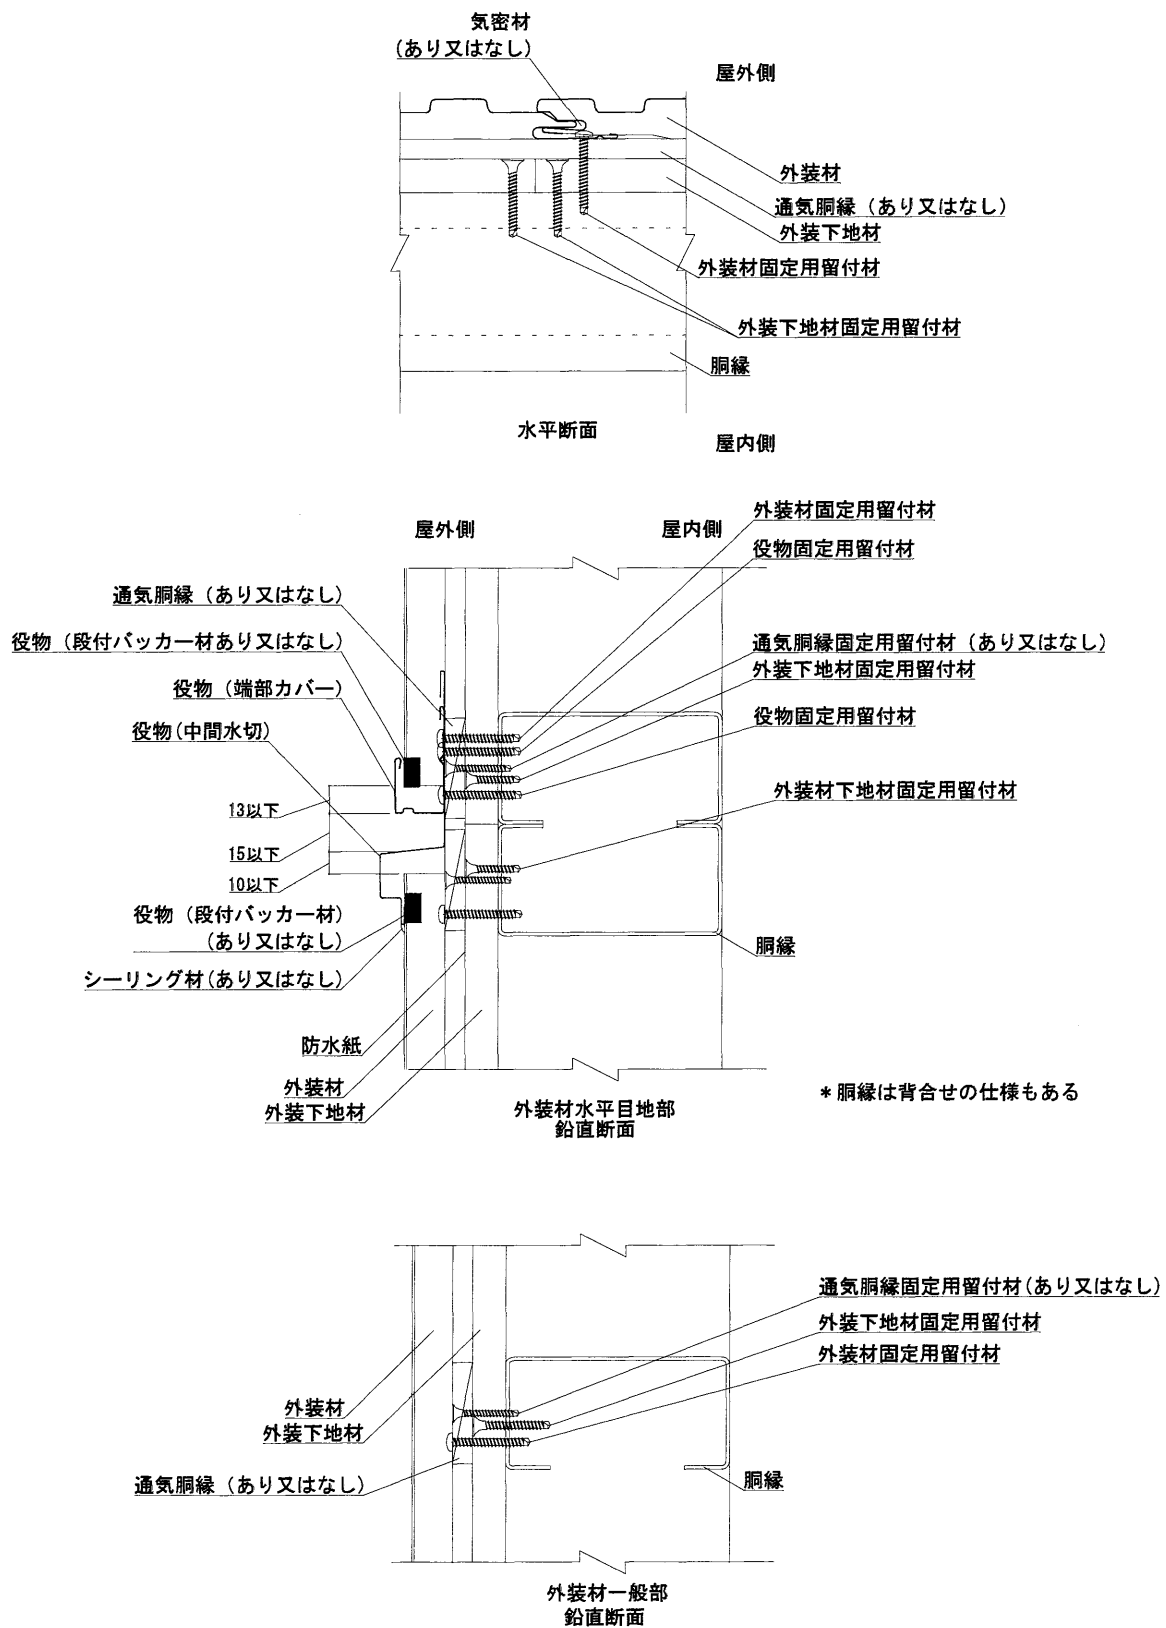 気密材
(あり又はなし)
屋外側
外装材
通気胴縁（あり又はなし）
外装下地材
外装材固定用留付材
外装下地材固定用留付材
胴縁
水平断面
屋内側
屋外側
屋内側
外装材固定用留付材
役物固定用留付材
通気胴縁（あり又はなし）
役物（段付バッカー材あり又はなし）
通気胴縁固定用留付材（あり又はなし）
外装下地材固定用留付材
役物（端部カバー）
役物固定用留付材
役物(中間水切)
外装材下地材固定用留付材
13以下
15以下
10以下
役物（段付バッカー材）
(あり又はなし)
シーリング材(あり又はなし)
胴縁
防水紙
外装材
外装下地材
外装材水平目地部
鉛直断面
＊胴縁は背合せの仕様もある
通気胴縁固定用留付材(あり又はなし)
外装下地材固定用留付材
外装材固定用留付材
外装材
外装下地材
通気胴縁（あり又はなし）
胴縁
外装材一般部
鉛直断面